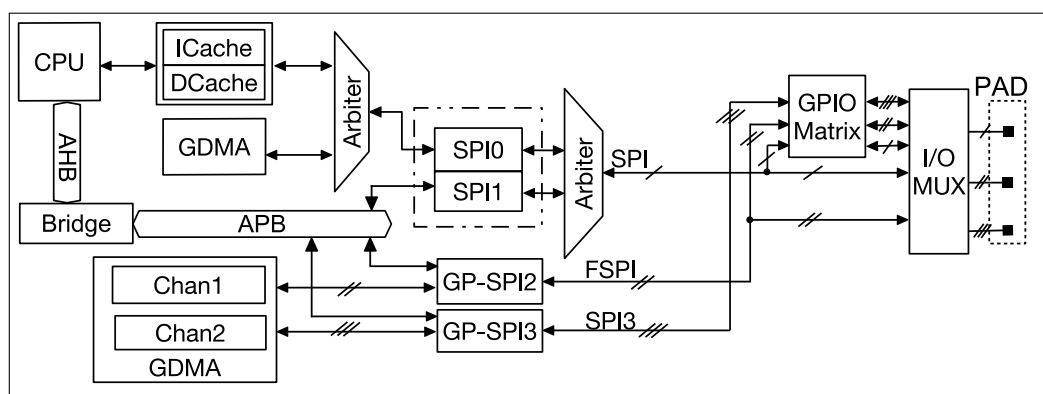 CPU
ICache
DCache
Arbiter
GDMA
AHB
Bridge
APB
SPI0
SPI1
Arbiter
SPI
GPIO
Matrix
I/O
MUX
PAD
Chan1
Chan2
GDMA
GP-SPI2
GP-SPI3
FSPI
SPI3